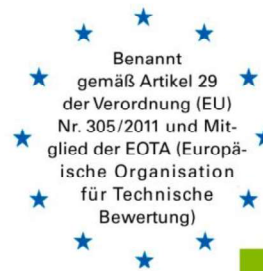 Benannt
gemäß Artikel 29
der Verordnung (EU)
Nr. 305/2011 und Mit-
glied der EOTA (Europä-
ische Organisation
für Technische
Bewertung)